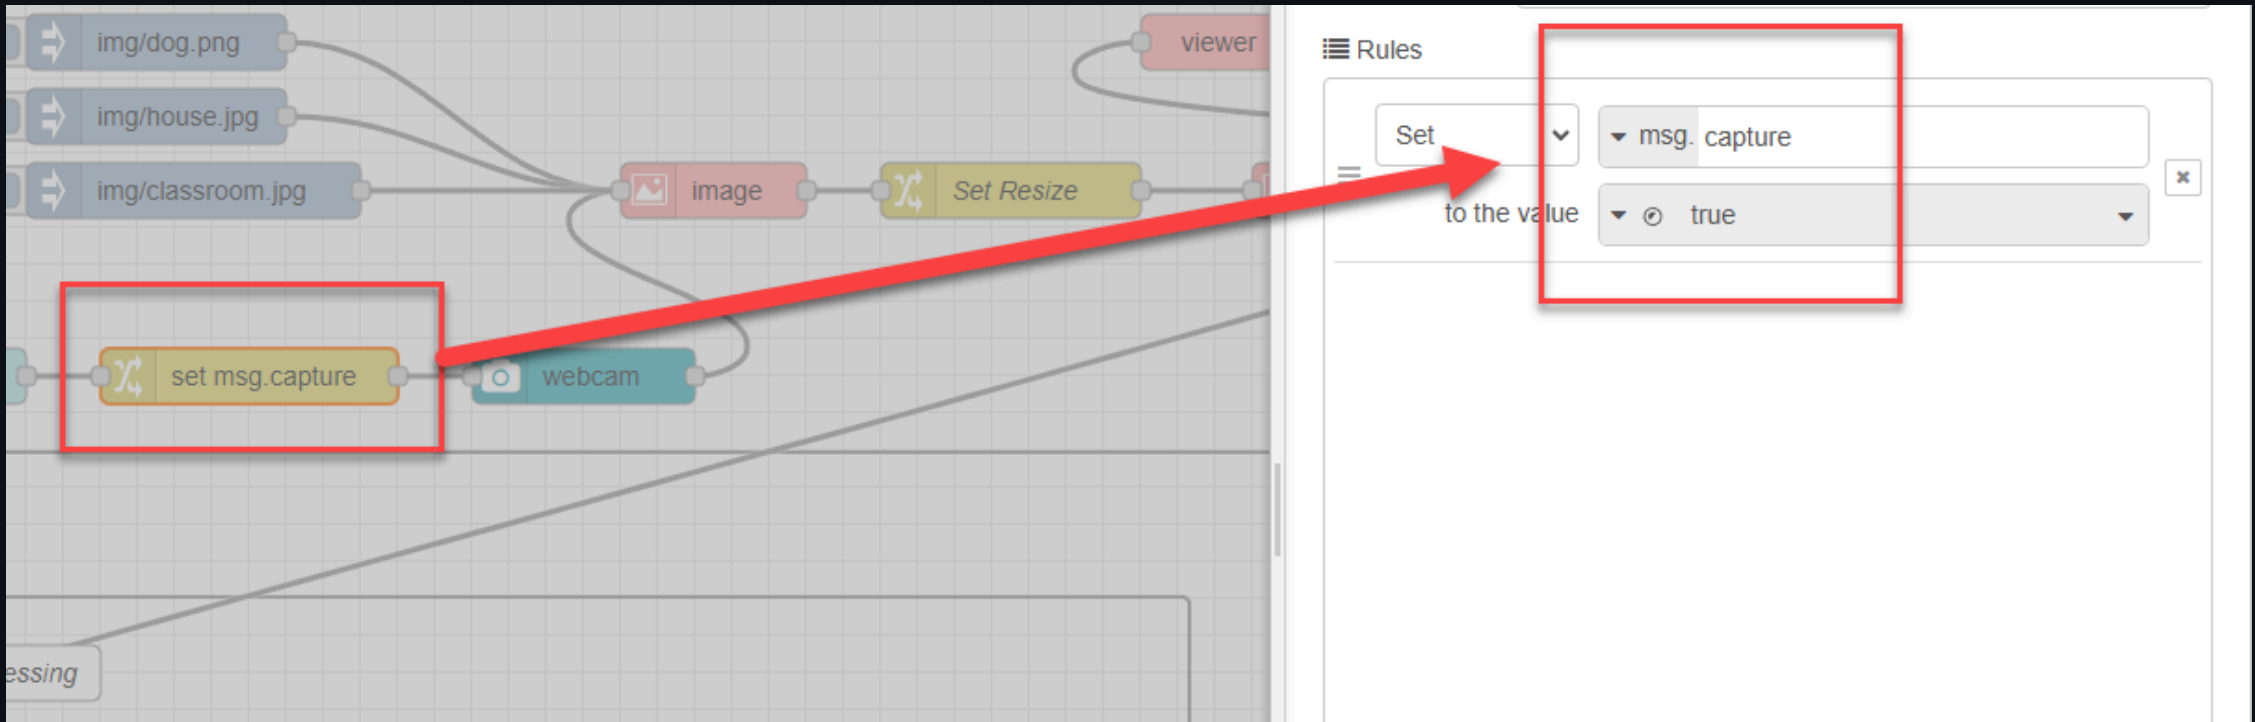 img/dog.png
img/house.jpg
img/classroom.jpg
image
Set Resize
viewer
set msg.capture
webcam
essing
Rules
Set
msg. capture
to the value
true